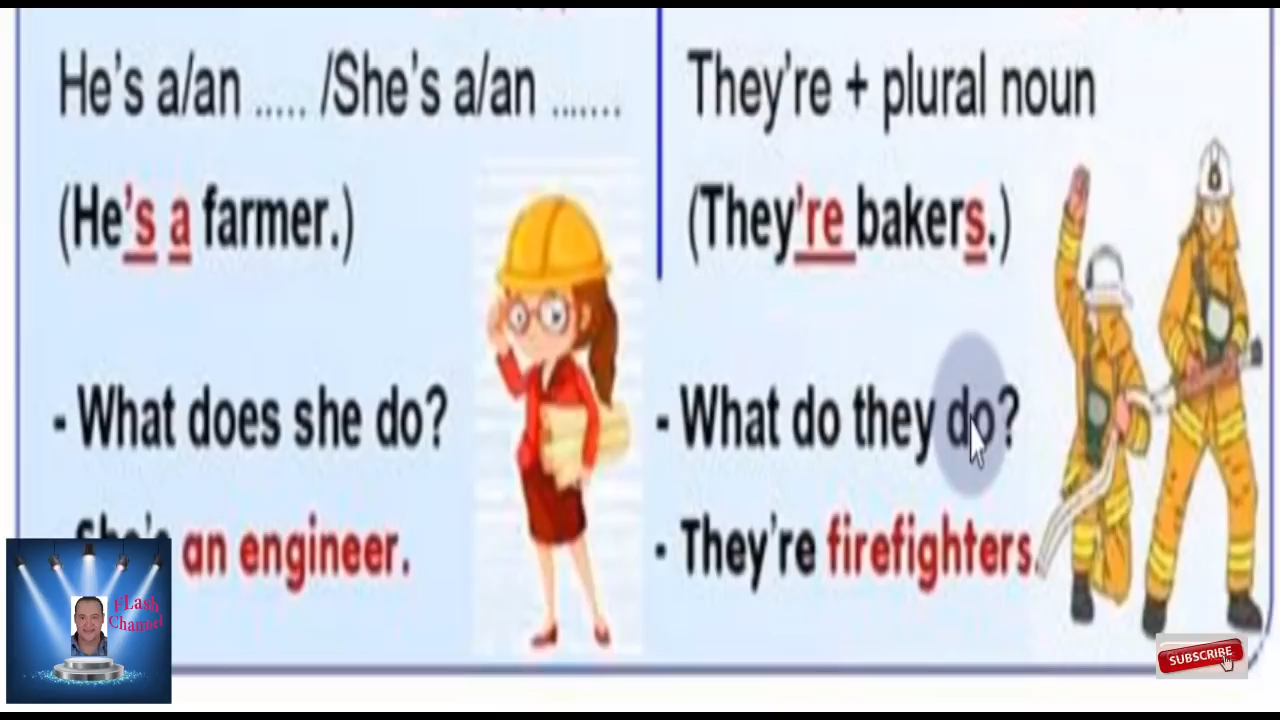 He's a/an ..... /She's a/an .......
(He's a farmer.)
- What does she do?
- She's an engineer.
They're + plural noun
(They're bakers.)
- What do they do?
- They're firefighters.
FLash
Channel
SUBSCRIBE